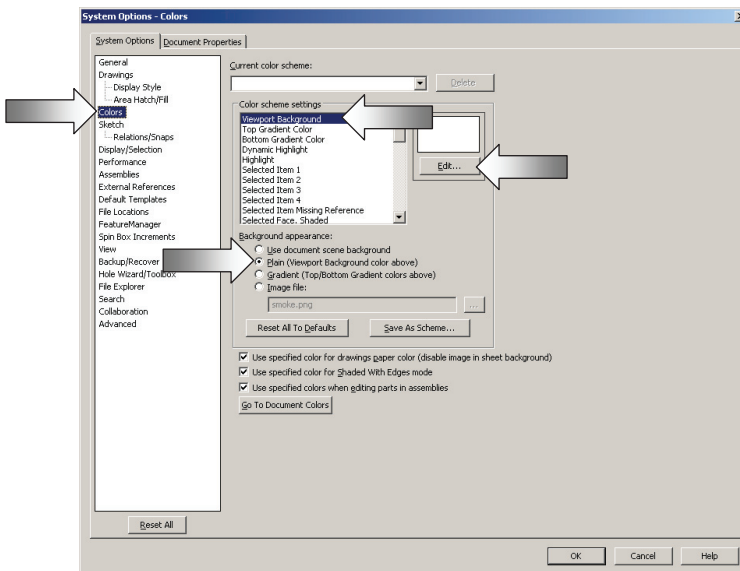 System Options - Colors
System Options
Document Properties
General
Drawings
Display Style
Area Hatch/Fill
Colors
Sketch
Relations/Snaps
Display/Selection
Performance
Assemblies
External References
Default Templates
File Locations
FeatureManager
Spin Box Increments
View
Backup/Recover
Hole Wizard/Toolbox
File Explorer
Search
Collaboration
Advanced
Reset All
Current color scheme:
Delete
Color scheme settings
Viewport Background
Top Gradient Color
Bottom Gradient Color
Dynamic Highlight
Highlight
Selected Item 1
Selected Item 2
Selected Item 3
Selected Item 4
Selected Item Missing Reference
Selected Face, Shaded
Edit...
Background appearance:
Use document scene background
Plain (Viewport Background color above)
Gradient (Top/Bottom Gradient colors above)
Image file:
smoke.png
...
Reset All To Defaults
Save As Scheme...
Use specified color for drawings paper color (disable image in sheet background)
Use specified color for Shaded With Edges mode
Use specified colors when editing parts in assemblies
Go To Document Colors
OK
Cancel
Help